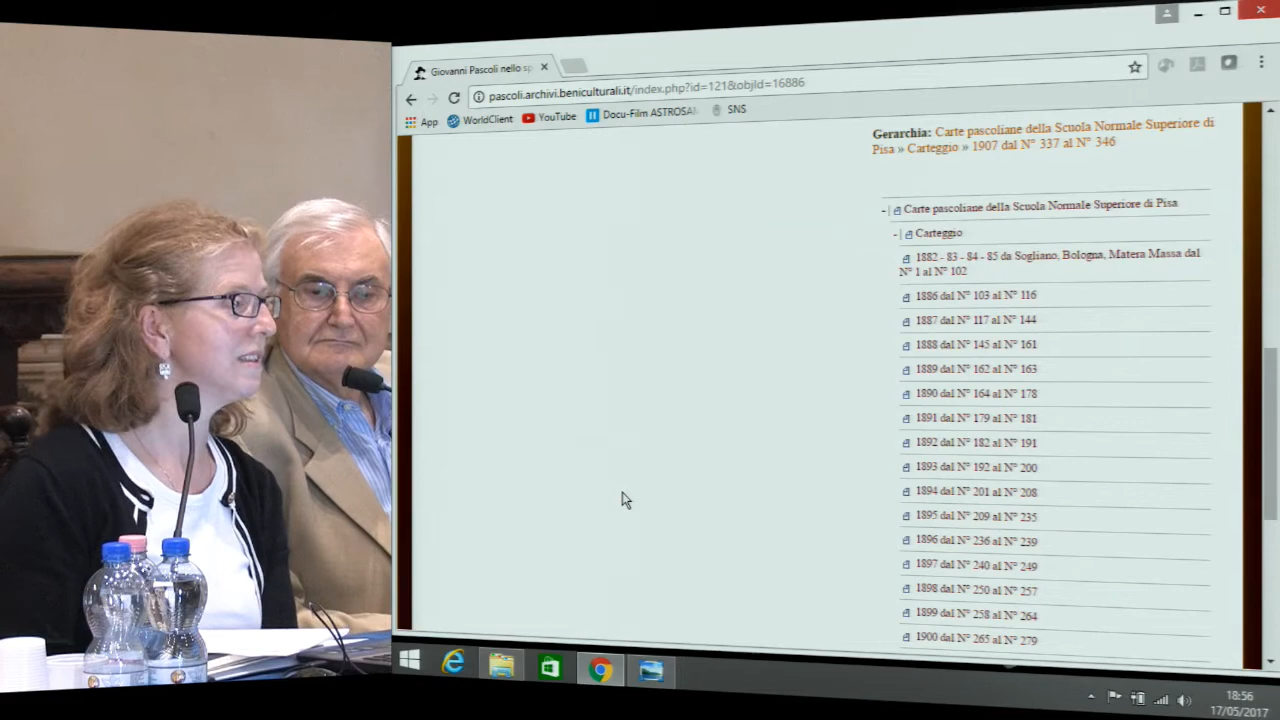 Giovanni Pascoli nello sp
pascoli.archivi.beniculturali.it/index.php?id=121&objId=16886
App WorldClient YouTube Docu-Film ASTROSAM SNS
Gerarchia: Carte pascoliane della Scuola Normale Superiore di
Pisa » Carteggio » 1907 dal N° 337 al N° 346
Carte pascoliane della Scuola Normale Superiore di Pisa
Carteggio
1882 - 83 - 84 - 85 da Sogliano, Bologna, Matera Massa dal
N° 1 al N° 102
1886 dal N° 103 al N° 116
1887 dal N° 117 al N° 144
1888 dal N° 145 al N° 161
1889 dal N° 162 al N° 163
1890 dal N° 164 al N° 178
1891 dal N° 179 al N° 181
1892 dal N° 182 al N° 191
1893 dal N° 192 al N° 200
1894 dal N° 201 al N° 208
1895 dal N° 209 al N° 235
1896 dal N° 236 al N° 239
1897 dal N° 240 al N° 249
1898 dal N° 250 al N° 257
1899 dal N° 258 al N° 264
1900 dal N° 265 al N° 279
18:56
17/05/2017